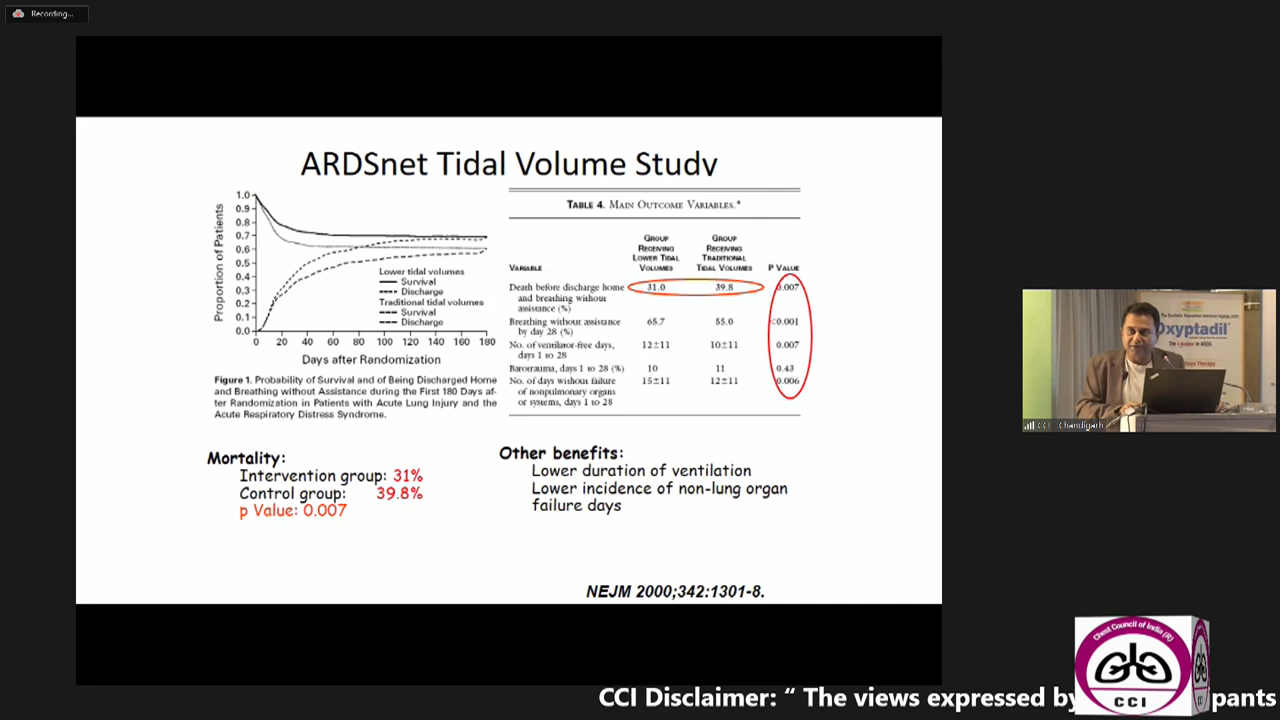 Recording...
ARDSnet Tidal Volume Study
1.0
0.9
0.8
0.7
0.6
0.5
0.4
0.3
0.2
0.1
0.0
Proportion of Patients
0 20 40 60 80 100 120 140 160 180
Days after Randomization
Lower tidal volumes
Survival
Discharge
Traditional tidal volumes
Survival
Discharge
Figure 1. Probability of Survival and of Being Discharged Home
and Breathing without Assistance during the First 180 Days af-
ter Randomization in Patients with Acute Lung Injury and the
Acute Respiratory Distress Syndrome.
TABLE 4. MAIN OUTCOME VARIABLES.*
VARIABLE
GROUP
RECEIVING
LOWER TIDAL
VOLUMES
GROUP
RECEIVING
TRADITIONAL
TIDAL VOLUMES
P VALUE
Death before discharge home 31.0 39.8 0.007
and breathing without
assistance (%)
Breathing without assistance 65.7 55.0 <0.001
by day 28 (%)
No. of ventilator-free days, 12±11 10±11 0.007
days 1 to 28
Barotrauma, days 1 to 28 (%) 10 11 0.43
No. of days without failure 15±11 12±11 0.006
of nonpulmonary organs
or systems, days 1 to 28
Mortality:
Intervention group: 31%
Control group: 39.8%
p Value: 0.007
Other benefits:
Lower duration of ventilation
Lower incidence of non-lung organ
failure days
NEJM 2000;342:1301-8.
Oxyptadil
in ARDS
CCI Chandigarh
Chest Council of India (R)
CCI
CCI Disclaimer: “ The views expressed by pants